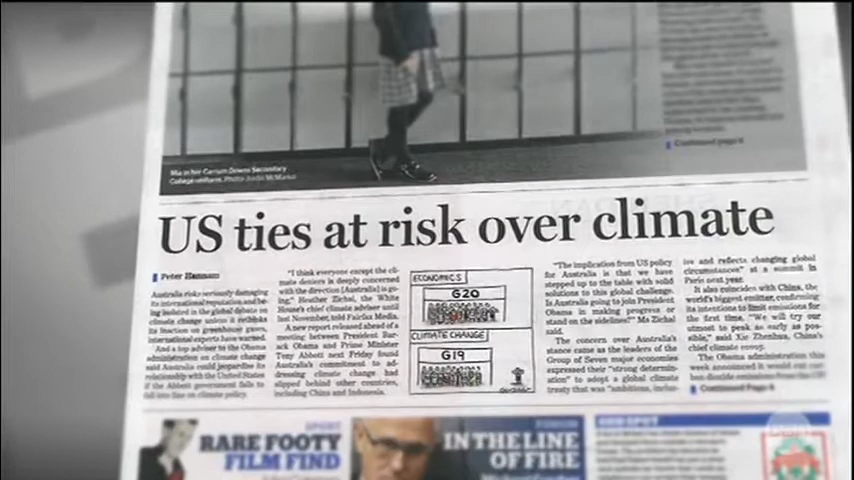 Mia in her Carrum Downs Secondary
College uniform. Photo: Justin McManus
Continued page 6
US ties at risk over climate
Peter Hannam
Australia risks seriously damaging
its international reputation and be-
ing isolated in the global debate on
climate change unless it rethinks
its inaction on greenhouse gases,
international experts have warned.
And a top adviser to the Obama
administration on climate change
said Australia could jeopardise its
relationship with the United States
if the Abbott government fails to
fall into line on climate policy.
"I think everyone except the cli-
mate deniers is deeply concerned
with the direction [Australia] is go-
ing," Heather Zichal, the White
House's chief climate adviser until
last November, told Fairfax Media.
A new report released ahead of a
meeting between President Bar-
ack Obama and Prime Minister
Tony Abbott next Friday found
Australia's commitment to ad-
dressing climate change had
slipped behind other countries,
including China and Indonesia.
ECONOMICS
G20
CLIMATE CHANGE
G19
"The implication from US policy
for Australia is that we have
stepped up to the table with solid
solutions to this global challenge.
Is Australia going to join President
Obama in making progress or
stand on the sidelines?" Ms Zichal
said.
The concern over Australia's
stance came as the leaders of the
Group of Seven major economies
expressed their "strong determin-
ation" to adopt a global climate
treaty that was "ambitious, inclus-
ive and reflects changing global
circumstances" at a summit in
Paris next year.
It also coincides with China, the
world's biggest emitter, confirming
its intentions to limit emissions for
the first time. "We will try our
utmost to peak as early as pos-
sible," said Xie Zhenhua, China's
chief climate envoy.
The Obama administration this
week announced it would cut car-
bon dioxide emissions from the
Continued Page 6
SPORT
RARE FOOTY
FILM FIND
FORUM
IN THE LINE
OF FIRE